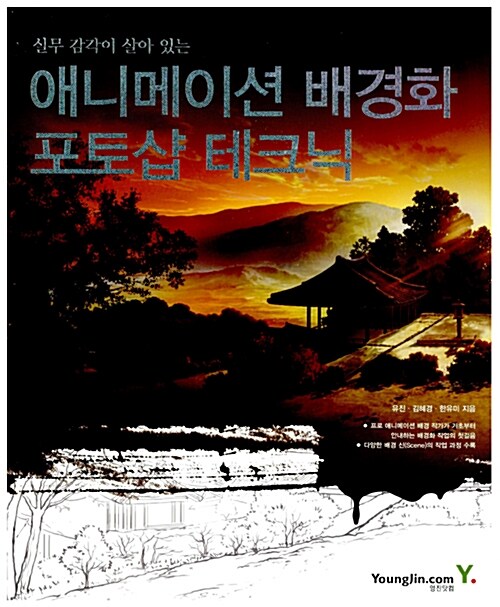 실무 감각이 살아 있는
애니메이션 배경화
포토샵 테크닉
유진 · 김혜경 · 한유미 지음
● 프로 애니메이션 배경 작가가 기초부터
안내하는 배경화 작업의 첫걸음
● 다양한 배경 신(Scene)의 작업 과정 수록
YoungJin.com Y.
영진닷컴